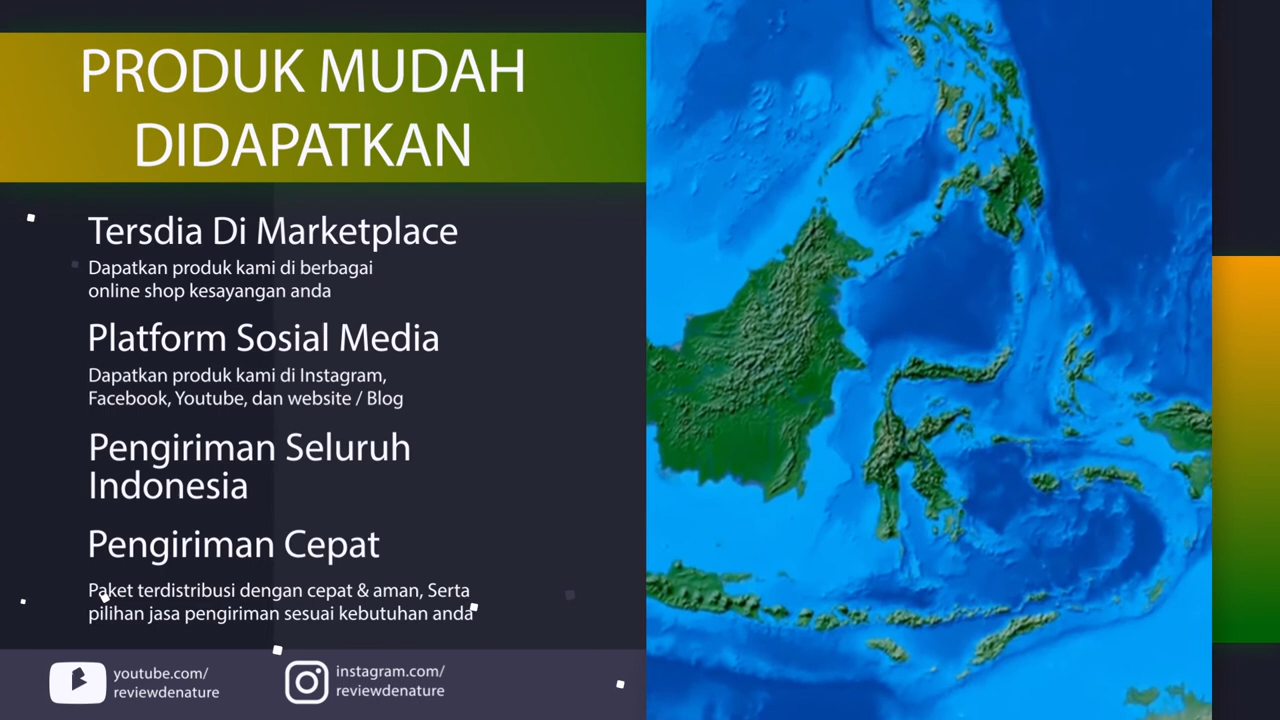 PRODUK MUDAH
DIDAPATKAN
Tersdia Di Marketplace
Dapatkan produk kami di berbagai
online shop kesayangan anda
Platform Sosial Media
Dapatkan produk kami di Instagram,
Facebook, Youtube, dan website / Blog
Pengiriman Seluruh
Indonesia
Pengiriman Cepat
Paket terdistribusi dengan cepat & aman, Serta
pilihan jasa pengiriman sesuai kebutuhan anda
youtube.com/
reviewdenature
instagram.com/
reviewdenature